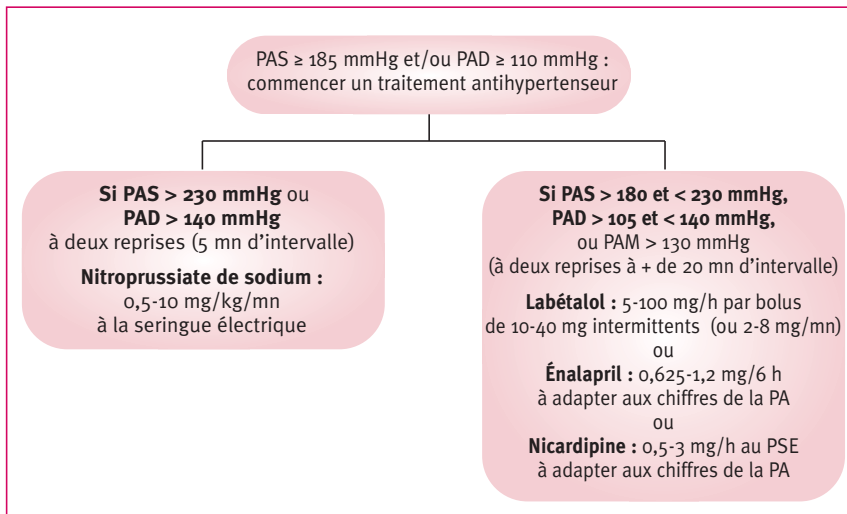 PAS ≥ 185 mmHg et/ou PAD ≥ 110 mmHg :
commencer un traitement antihypertenseur
Si PAS > 230 mmHg ou
PAD > 140 mmHg
à deux reprises (5 mn d’intervalle)
Nitroprussiate de sodium :
0,5-10 mg/kg/mn
à la seringue électrique
Si PAS > 180 et < 230 mmHg,
PAD > 105 et < 140 mmHg,
ou PAM > 130 mmHg
(à deux reprises à + de 20 mn d’intervalle)
Labétalol : 5-100 mg/h par bolus
de 10-40 mg intermittents (ou 2-8 mg/mn)
ou
Énalapril : 0,625-1,2 mg/6 h
à adapter aux chiffres de la PA
ou
Nicardipine : 0,5-3 mg/h au PSE
à adapter aux chiffres de la PA